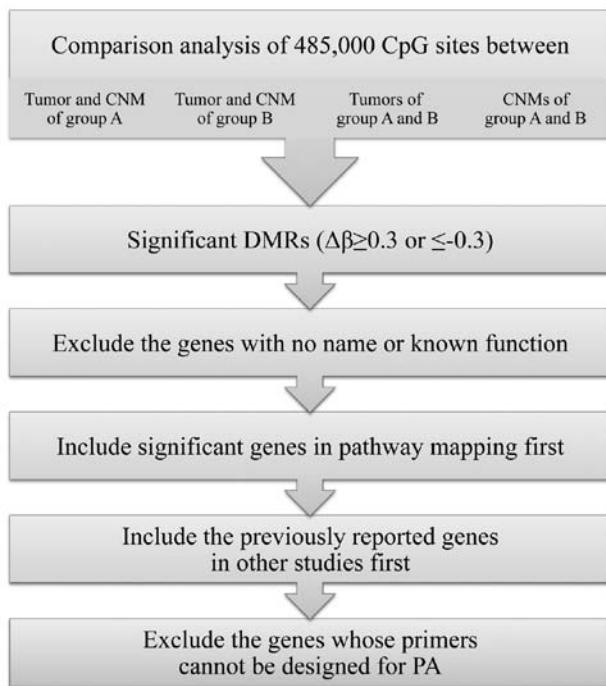 Comparison analysis of 485,000 CpG sites between
Tumor and CNM of group A
Tumor and CNM of group B
Tumors of group A and B
CNMs of group A and B
Significant DMRs (Δβ≥0.3 or ≤-0.3)
Exclude the genes with no name or known function
Include significant genes in pathway mapping first
Include the previously reported genes
in other studies first
Exclude the genes whose primers
cannot be designed for PA